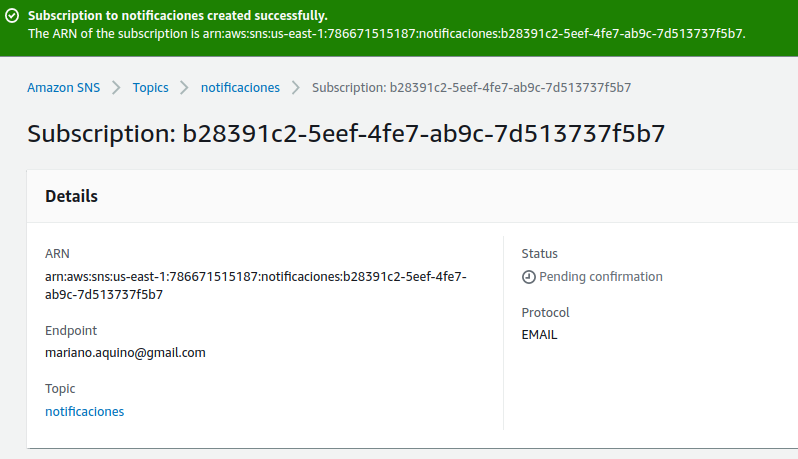 Subscription to notificaciones created successfully.
The ARN of the subscription is arn:aws:sns:us-east-1:786671515187:notificaciones:b28391c2-5eef-4fe7-ab9c-7d513737f5b7.
Amazon SNS > Topics > notificaciones > Subscription: b28391c2-5eef-4fe7-ab9c-7d513737f5b7
Subscription: b28391c2-5eef-4fe7-ab9c-7d513737f5b7
Details
ARN
arn:aws:sns:us-east-1:786671515187:notificaciones:b28391c2-5eef-4fe7-
ab9c-7d513737f5b7
Endpoint
mariano.aquino@gmail.com
Topic
notificaciones
Status
Pending confirmation
Protocol
EMAIL